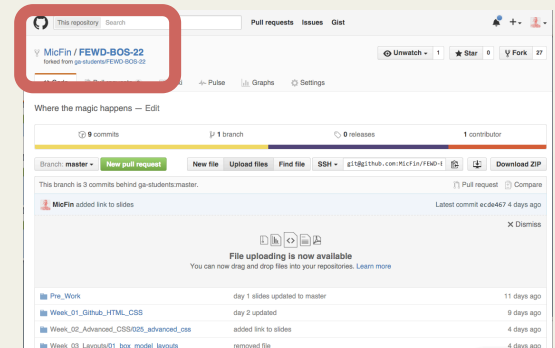 This repository Search Pull requests Issues Gist
MicFin / FEWD-BOS-22 Unwatch 1 Star 0 Fork 27
forked from ga-students/FEWD-BOS-22
Pulse Graphs Settings
Where the magic happens — Edit
9 commits 1 branch 0 releases 1 contributor
Branch: master New pull request New file Upload files Find file SSH git@github.com:MicFin/FEWD-E Download ZIP
This branch is 3 commits behind ga-students:master. Pull request Compare
MicFin added link to slides Latest commit ecde467 4 days ago
Dismiss
File uploading is now available
You can now drag and drop files into your repositories. Learn more
Pre_Work day 1 slides updated to master 11 days ago
Week_01_Github_HTML_CSS day 2 updated 9 days ago
Week_02_Advanced_CSS/025_advanced_css added link to slides 4 days ago
Week_03_Layouts/01_box_model_layouts removed file 4 days ago